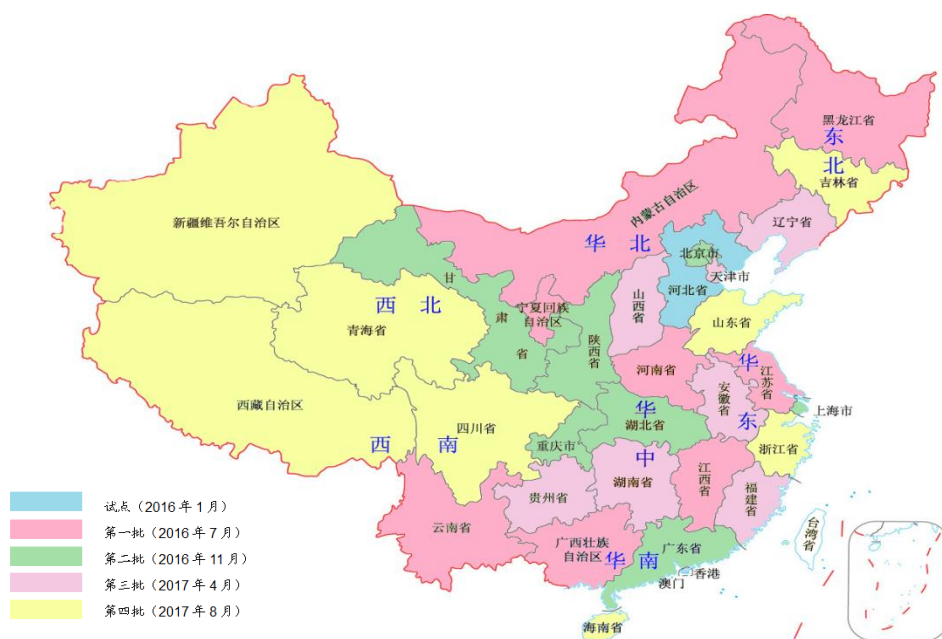 黑龙江省
东
北
吉林省
辽宁省
内蒙古自治区
华 北
新疆维吾尔自治区
北京市
天津市
河北省
甘
肃
省
西 北
宁夏回族
自治区
山西省
青海省
山东省
陕西省
河南省
华
江苏省
安徽省
西藏自治区
华
湖北省
东
上海市
四川省
西 南
重庆市
中
浙江省
湖南省
江西省
贵州省
福建省
云南省
广西壮族
自治区
华 南
广东省
台湾省
香港
澳门
海南省
试点（2016年1月）
第一批（2016年7月）
第二批（2016年11月）
第三批（2017年4月）
第四批（2017年8月）